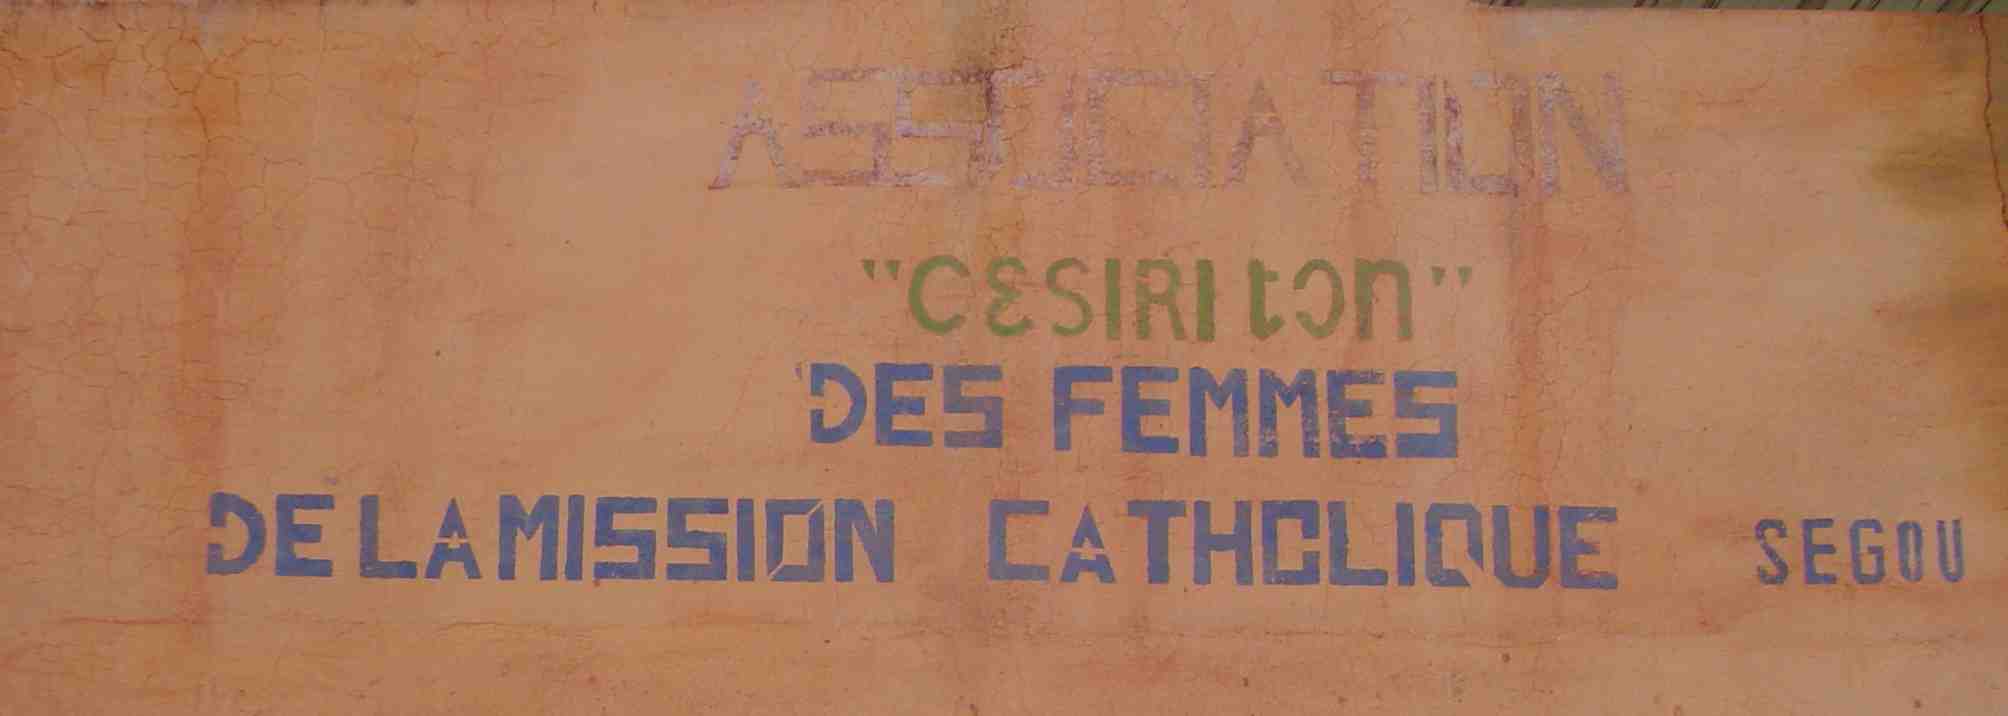 ASSOCIATION
"CƐSIRI tɔn"
DES FEMMES
DE LA MISSION CATHOLIQUE SEGOU